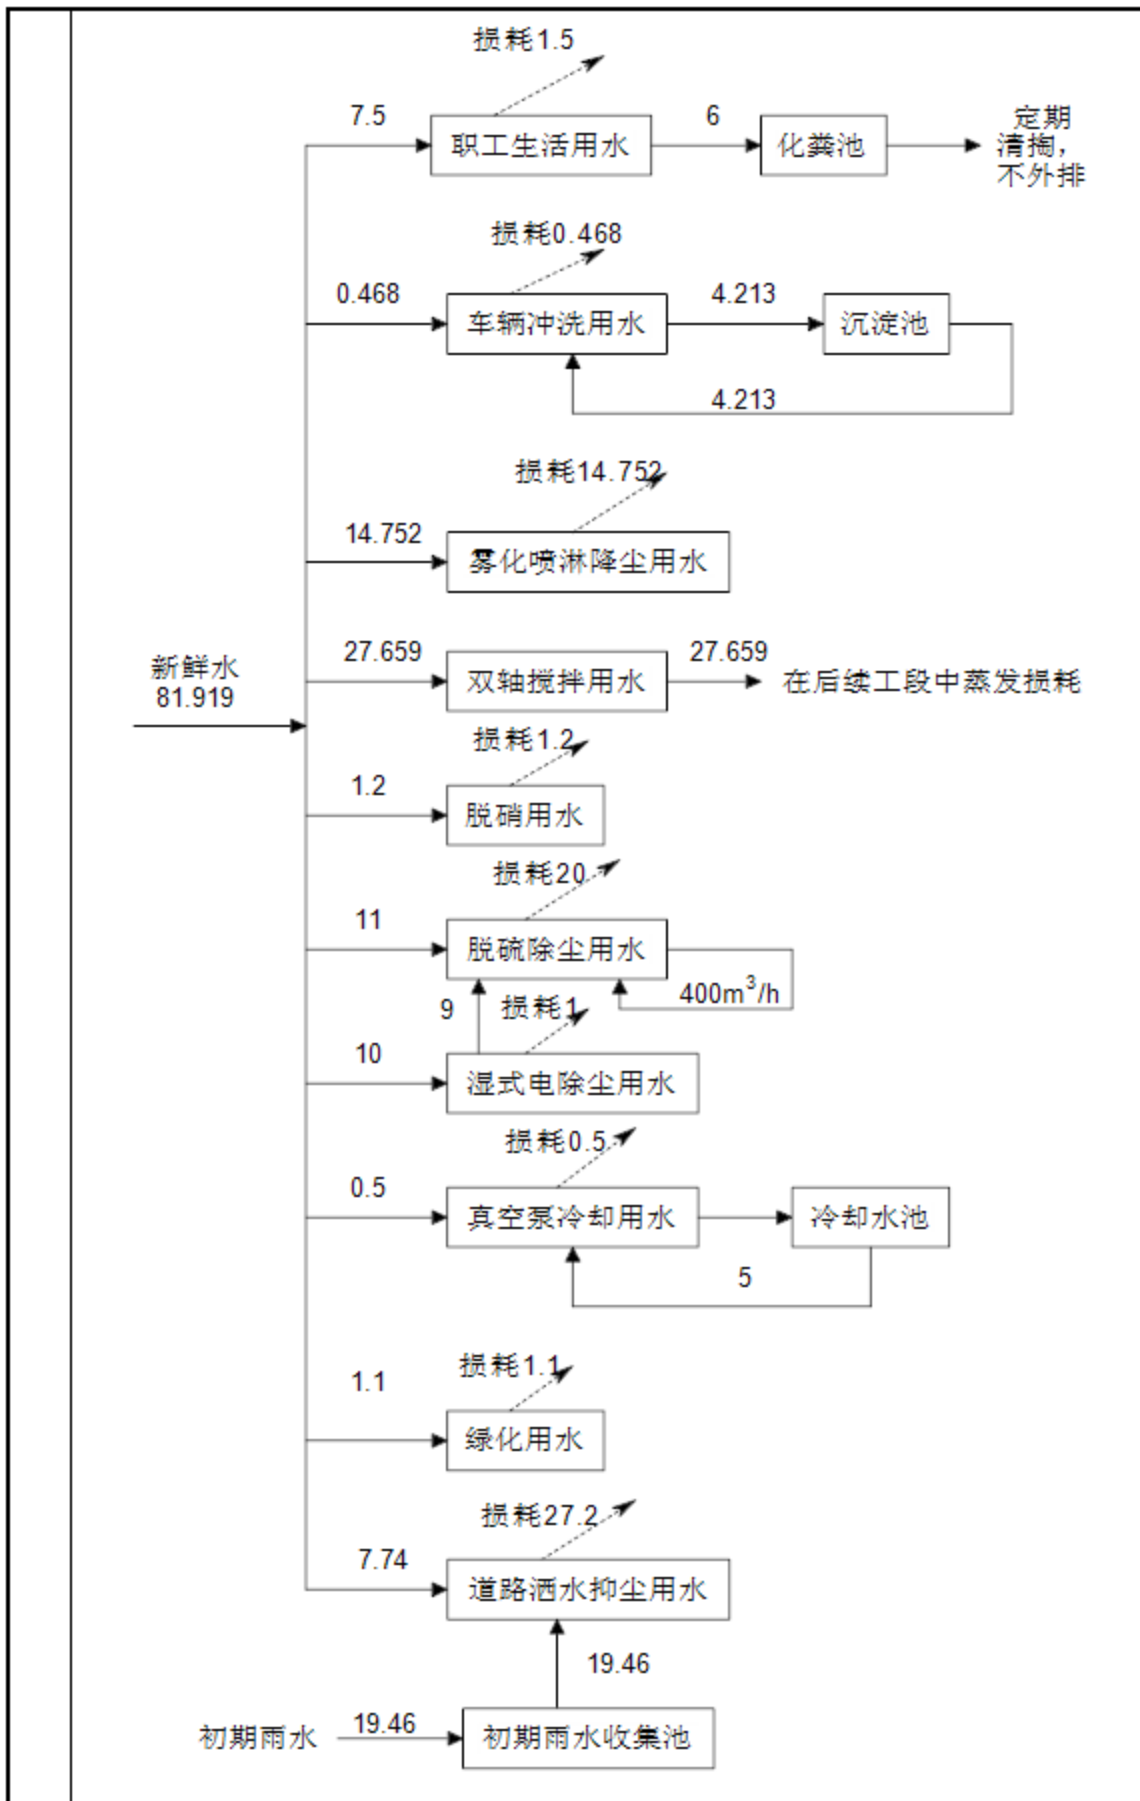 损耗1.5
7.5
职工生活用水
6
化粪池
定期
清掏，
不外排
损耗0.468
0.468
车辆冲洗用水
4.213
沉淀池
4.213
损耗14.752
14.752
雾化喷淋降尘用水
新鲜水
81.919
27.659
双轴搅拌用水
27.659
在后续工段中蒸发损耗
损耗1.2
1.2
脱硝用水
损耗20
11
脱硫除尘用水
400m³/h
9
损耗1
10
湿式电除尘用水
损耗0.5
0.5
真空泵冷却用水
冷却水池
5
损耗1.1
1.1
绿化用水
损耗27.2
7.74
道路洒水抑尘用水
19.46
初期雨水
19.46
初期雨水收集池